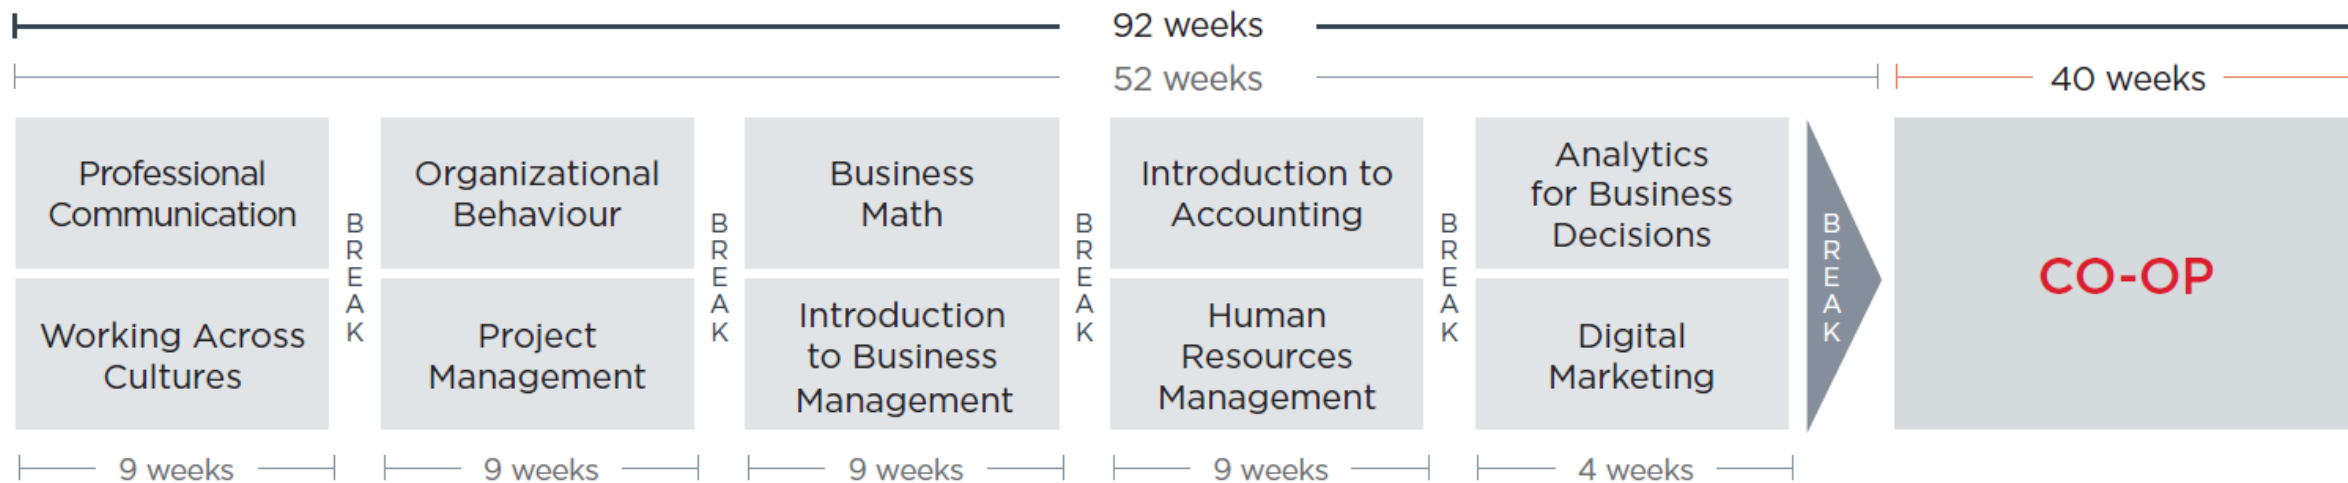 92 weeks
52 weeks
40 weeks
Professional
Communication
Working Across
Cultures
BREAK
Organizational
Behaviour
Project
Management
BREAK
Business
Math
Introduction
to Business
Management
BREAK
Introduction to
Accounting
Human
Resources
Management
BREAK
Analytics
for Business
Decisions
Digital
Marketing
BREAK
CO-OP
9 weeks
9 weeks
9 weeks
9 weeks
4 weeks